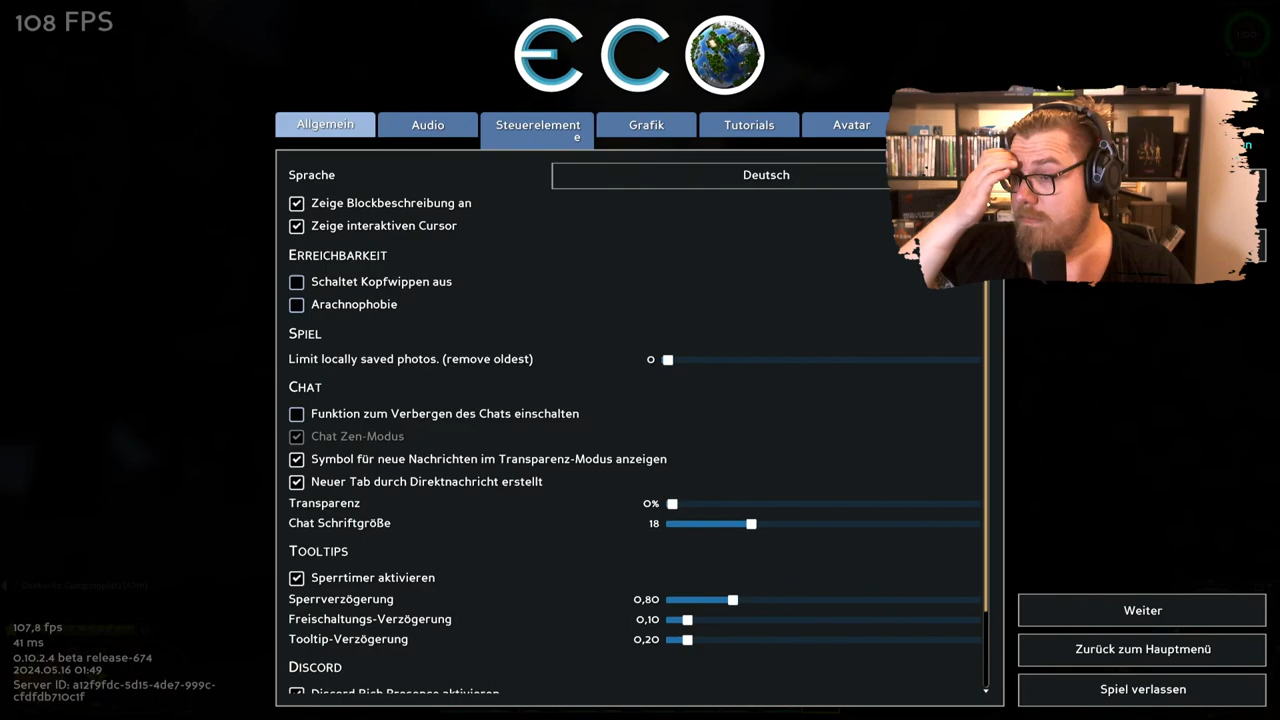 108 FPS
ECO
Allgemein
Audio
Steuerelement
e
Grafik
Tutorials
Avatar
Sprache
Deutsch
Zeige Blockbeschreibung an
Zeige interaktiven Cursor
ERREICHBARKEIT
Schaltet Kopfwippen aus
Arachnophobie
SPIEL
Limit locally saved photos. (remove oldest)
0
CHAT
Funktion zum Verbergen des Chats einschalten
Chat Zen-Modus
Symbol für neue Nachrichten im Transparenz-Modus anzeigen
Neuer Tab durch Direktnachricht erstellt
Transparenz
0%
Chat Schriftgröße
18
TOOLTIPS
Sperrtimer aktivieren
Sperrverzögerung
0,80
Freischaltungs-Verzögerung
0,10
Tooltip-Verzögerung
0,20
DISCORD
Discord Rich Presence aktivieren
107,8 fps
41 ms
0.10.2.4 beta release-674
2024.05.16 01:49
Server ID: a12f9fdc-5d15-4de7-999c-
cfdfdb710c1f
Weiter
Zurück zum Hauptmenü
Spiel verlassen